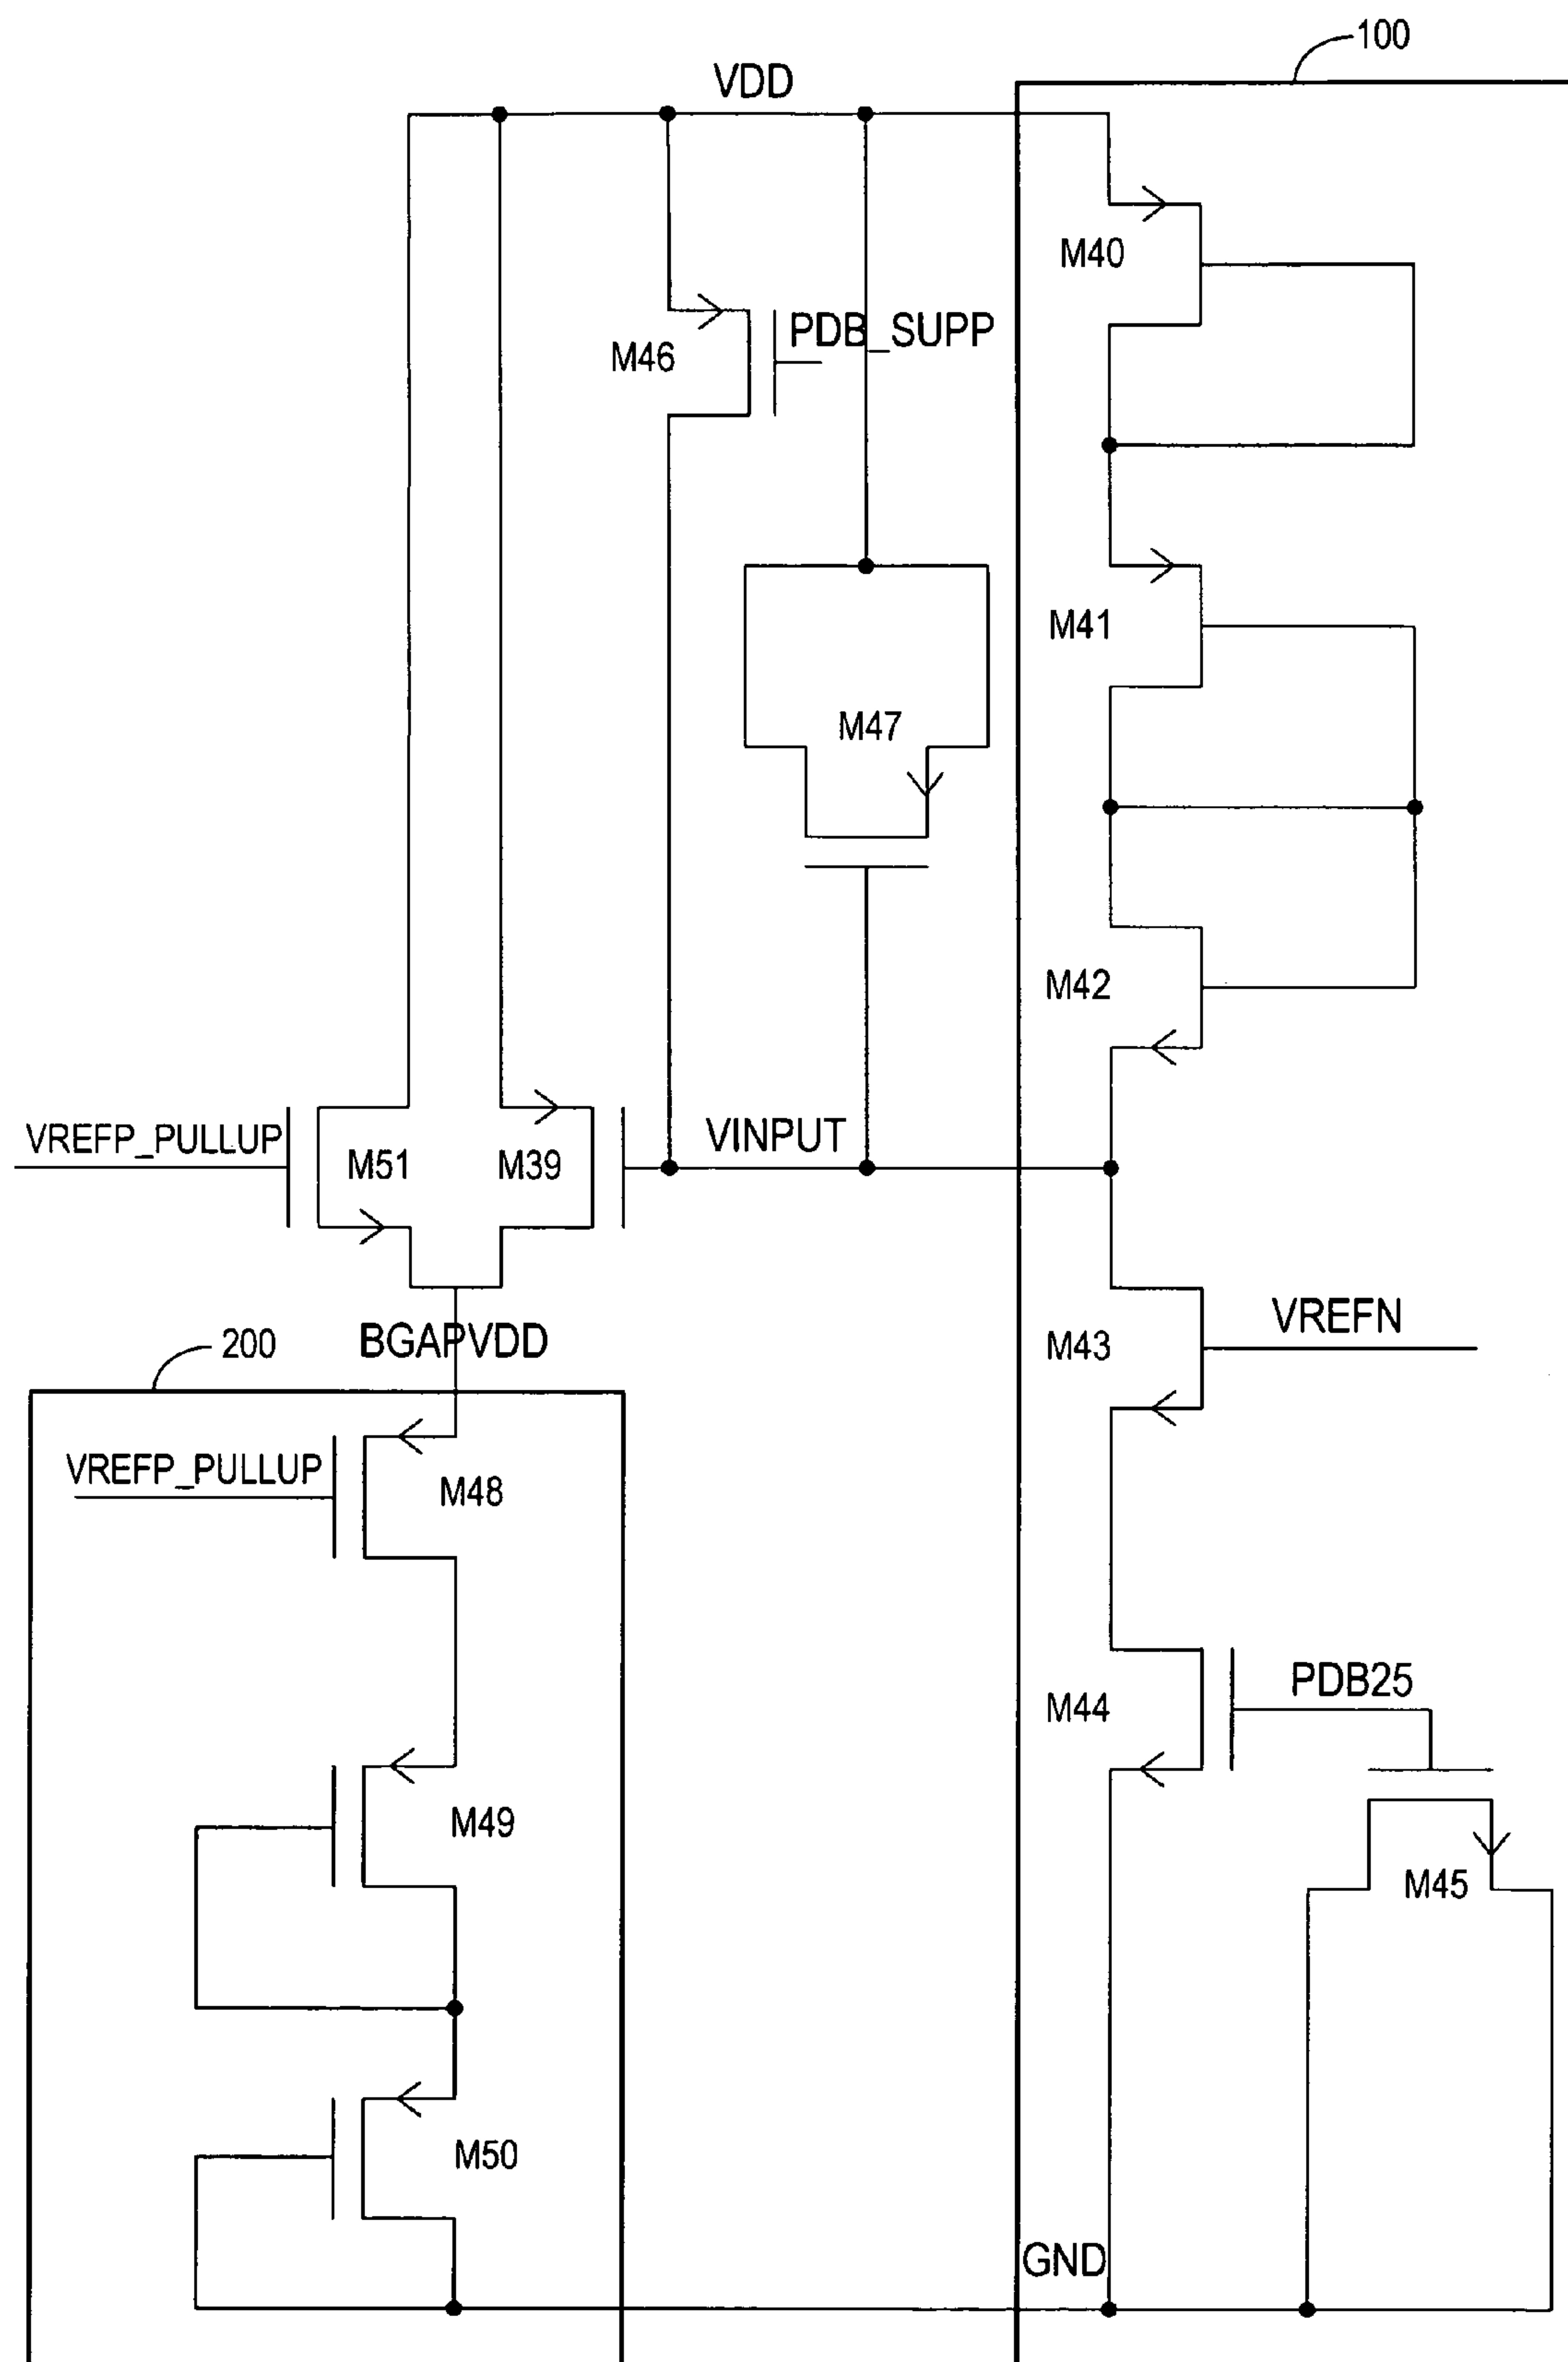 100
VDD
M40
PDB_SUPP
M46
M41
M47
M42
VREFP_PULLUP
M51
M39
VINPUT
VREFN
200
BGAPVDD
M43
VREFP_PULLUP
M48
PDB25
M44
M49
M45
M50
GND